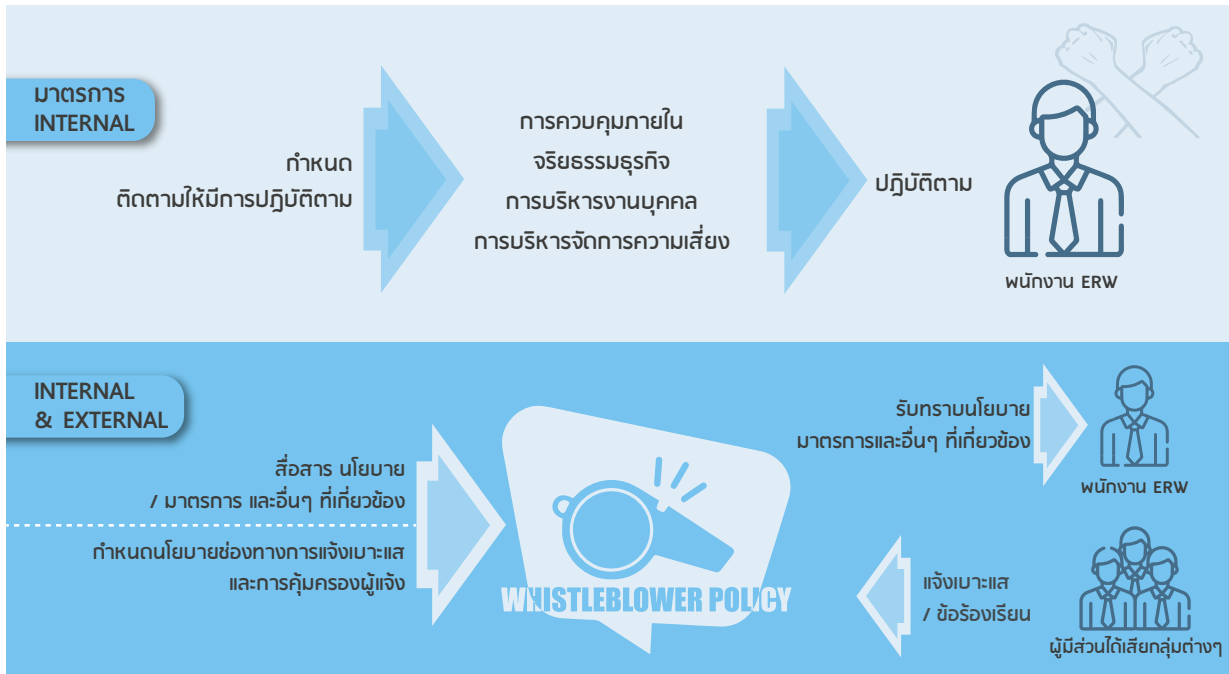 มาตรการ
INTERNAL
กำหนด
ติดตามให้มีการปฏิบัติตาม
การควบคุมภายใน
จริยธรรมธุรกิจ
การบริหารงานบุคคล
การบริหารจัดการความเสี่ยง
ปฏิบัติตาม
พนักงาน ERW
INTERNAL
& EXTERNAL
สื่อสาร นโยบาย
/ มาตรการ และอื่นๆ ที่เกี่ยวข้อง
กำหนดนโยบายช่องทางการแจ้งเบาะแส
และการคุ้มครองผู้แจ้ง
WHISTLEBLOWER POLICY
รับทราบนโยบาย
มาตรการและอื่นๆ ที่เกี่ยวข้อง
พนักงาน ERW
แจ้งเบาะแส
/ ข้อร้องเรียน
ผู้มีส่วนได้เสียกลุ่มต่างๆ